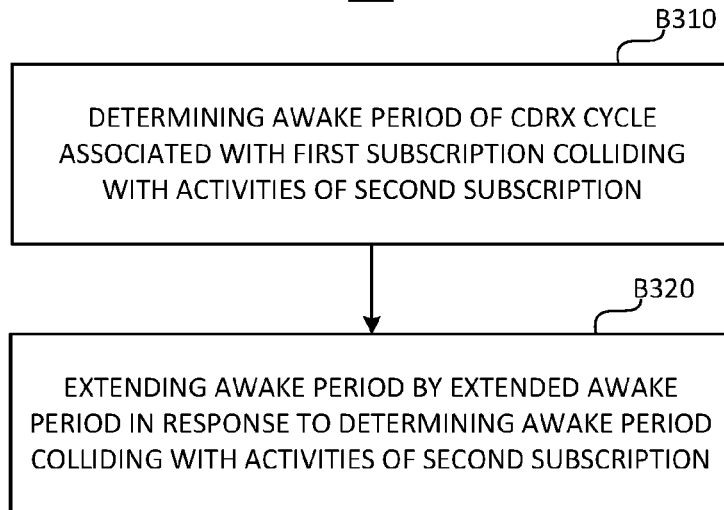 B310
DETERMINING AWAKE PERIOD OF CDRX CYCLE
ASSOCIATED WITH FIRST SUBSCRIPTION COLLIDING
WITH ACTIVITIES OF SECOND SUBSCRIPTION
B320
EXTENDING AWAKE PERIOD BY EXTENDED AWAKE
PERIOD IN RESPONSE TO DETERMINING AWAKE PERIOD
COLLIDING WITH ACTIVITIES OF SECOND SUBSCRIPTION